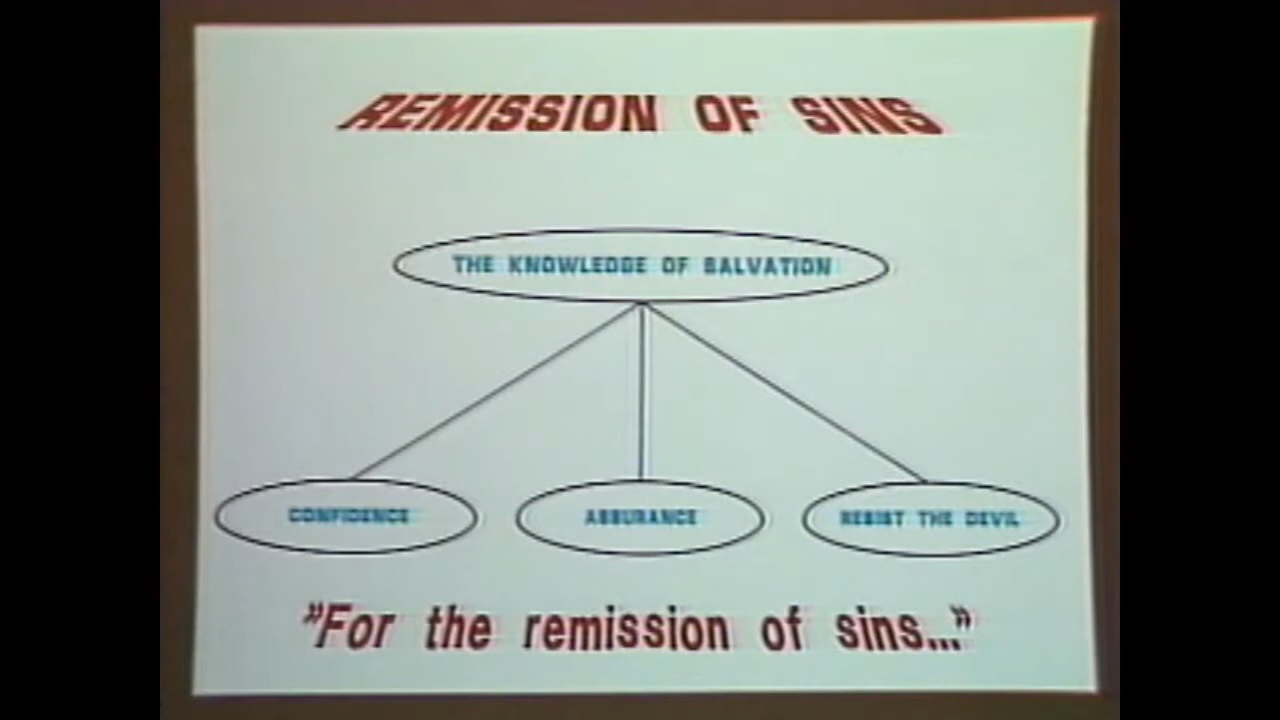 REMISSION OF SINS
THE KNOWLEDGE OF SALVATION
CONFIDENCE
ASSURANCE
RESIST THE DEVIL
"For the remission of sins..."